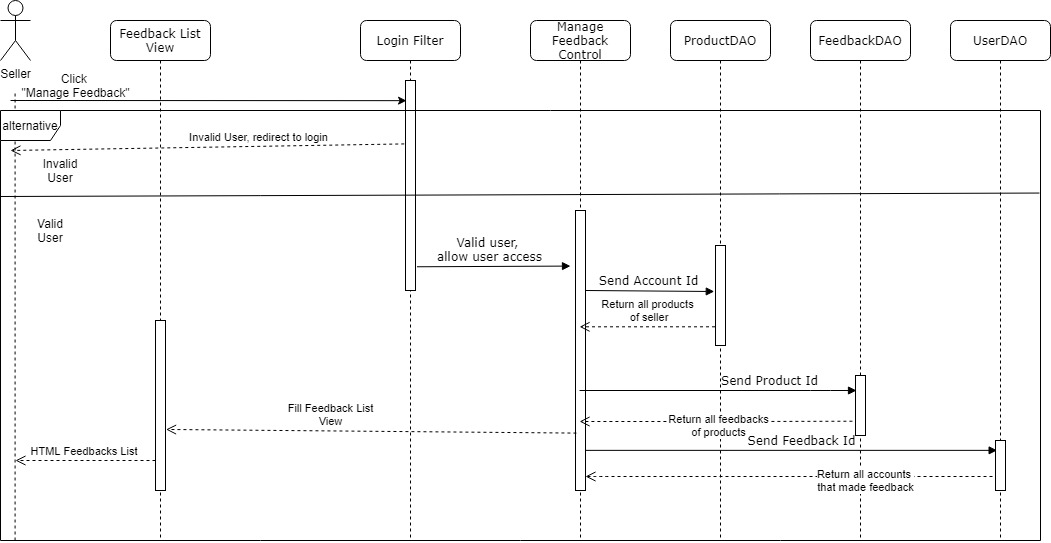 Feedback List
View
Login Filter
Manage
Feedback
Control
ProductDAO
FeedbackDAO
UserDAO
Seller
Click
"Manage Feedback"
alternative
Invalid User, redirect to login
Invalid
User
Valid
User
Valid user,
allow user access
Send Account Id
Return all products
of seller
Send Product Id
Fill Feedback List
View
Return all feedbacks
of products
Send Feedback Id
HTML Feedbacks List
Return all accounts
that made feedback